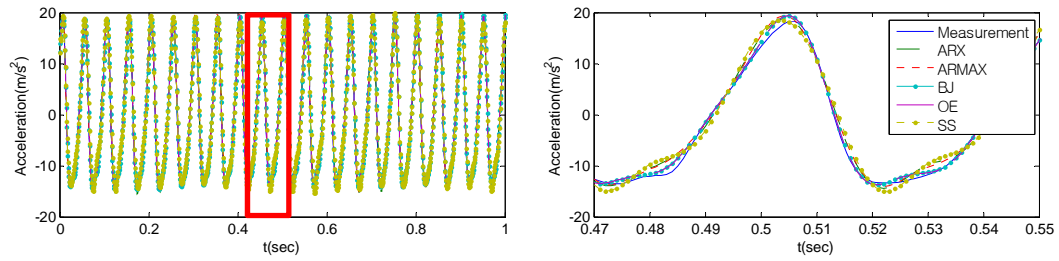 Acceleration(m/s²)
20
10
0
-10
-20
0 0.2 0.4 0.6 0.8 1
t(sec)
Acceleration(m/s²)
20
10
0
-10
-20
0.47 0.48 0.49 0.5 0.51 0.52 0.53 0.54 0.55
t(sec)
Measurement
ARX
ARMAX
BJ
OE
SS